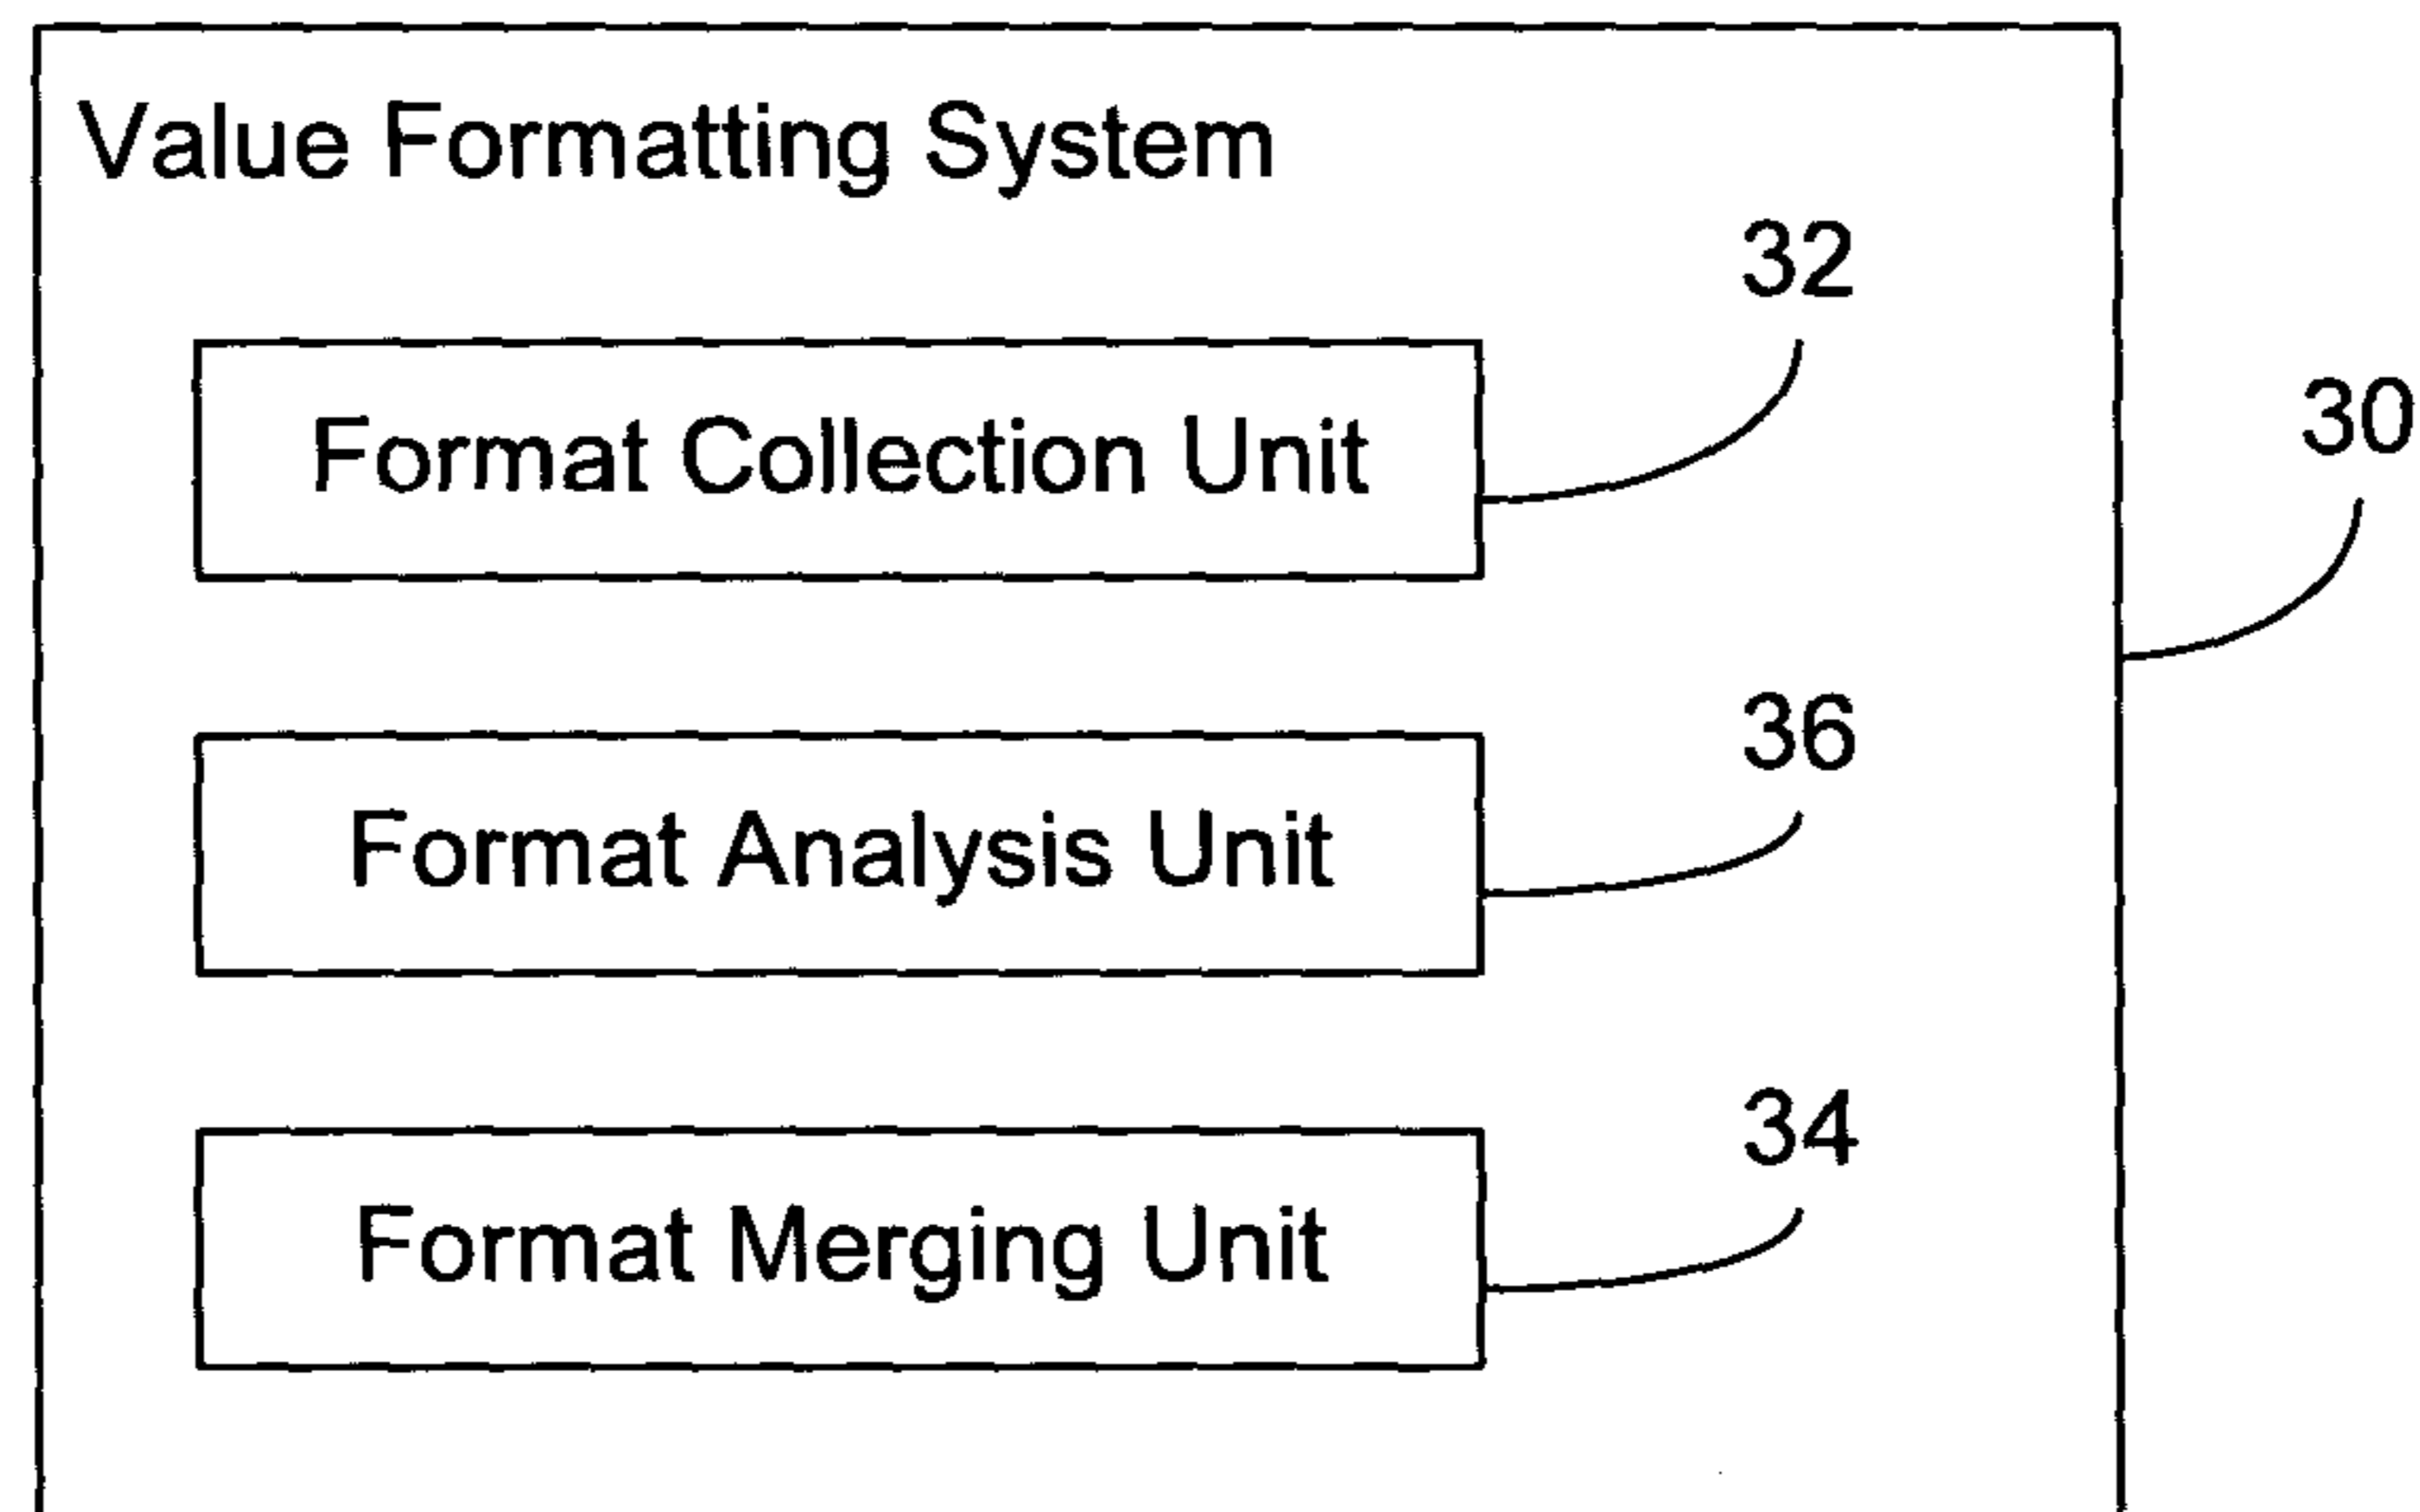 Value Formatting System
32
Format Collection Unit
30
36
Format Analysis Unit
34
Format Merging Unit